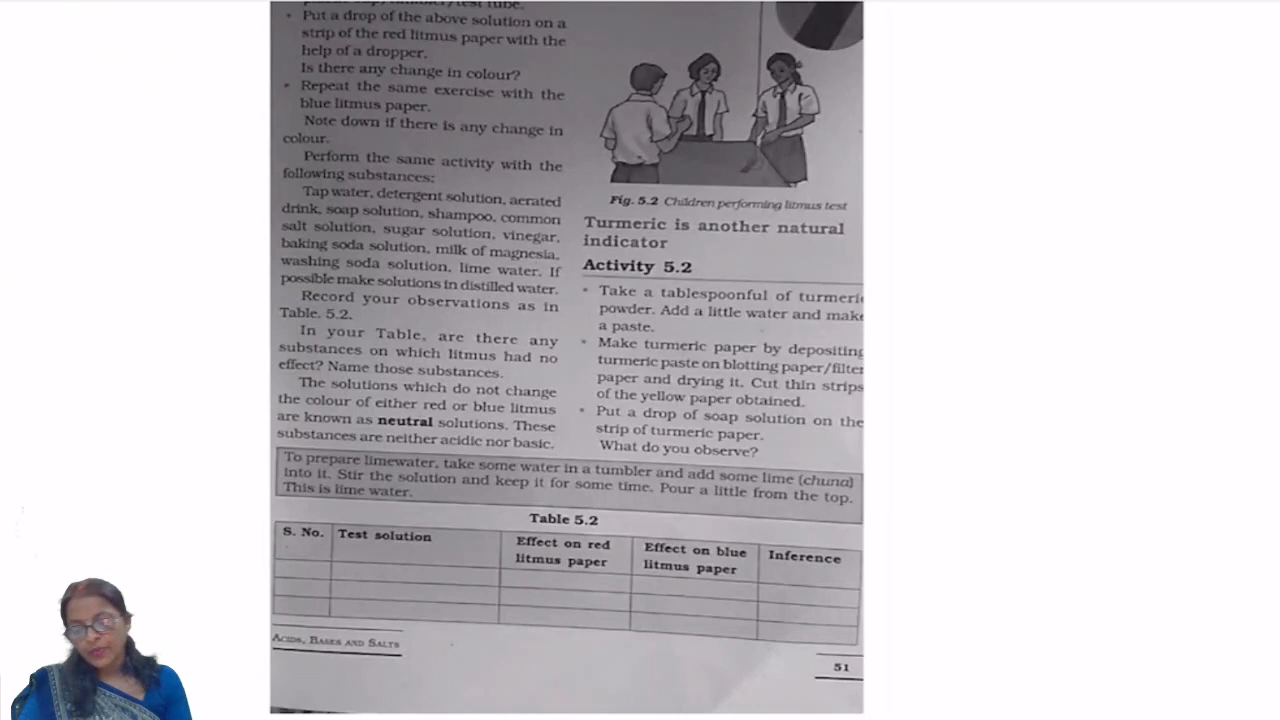 • Put a drop of the above solution on a
strip of the red litmus paper with the
help of a dropper.
Is there any change in colour?
• Repeat the same exercise with the
blue litmus paper.
Note down if there is any change in
colour.
Perform the same activity with the
following substances:
Tap water, detergent solution, aerated
drink, soap solution, shampoo, common
salt solution, sugar solution, vinegar,
baking soda solution, milk of magnesia,
washing soda solution, lime water. If
possible make solutions in distilled water.
Record your observations as in
Table. 5.2.
In your Table, are there any
substances on which litmus had no
effect? Name those substances.
The solutions which do not change
the colour of either red or blue litmus
are known as neutral solutions. These
substances are neither acidic nor basic.
Fig. 5.2 Children performing litmus test
Turmeric is another natural
indicator
Activity 5.2
• Take a tablespoonful of turmeri
powder. Add a little water and make
a paste.
• Make turmeric paper by depositing
turmeric paste on blotting paper/filter
paper and drying it. Cut thin strips
of the yellow paper obtained.
• Put a drop of soap solution on the
strip of turmeric paper.
What do you observe?
To prepare limewater, take some water in a tumbler and add some lime (chuna)
into it. Stir the solution and keep it for some time. Pour a little from the top.
This is lime water.
Table 5.2
S. No. Test solution Effect on red litmus paper Effect on blue litmus paper Inference
ACIDS, BASES AND SALTS
51